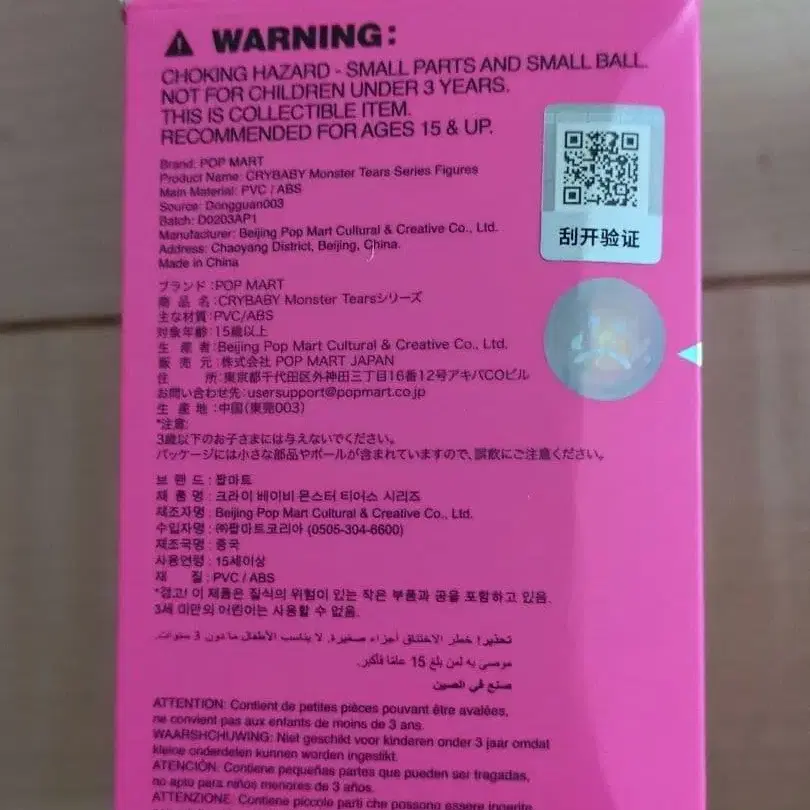 ⚠ WARNING:
CHOKING HAZARD - SMALL PARTS AND SMALL BALL.
NOT FOR CHILDREN UNDER 3 YEARS.
THIS IS COLLECTIBLE ITEM.
RECOMMENDED FOR AGES 15 & UP.
Brand: POP MART
Product Name: CRYBABY Monster Tears Series Figures
Main Material: PVC / ABS
Source: Dongguan003
Batch: D0203AP1
Manufacturer: Beijing Pop Mart Cultural & Creative Co., Ltd.
Address: Chaoyang District, Beijing, China.
Made in China
刮开验证
ブランド:POP MART
商品名:CRYBABY Monster Tearsシリーズ
主な材質:PVC/ABS
対象年齢:15歳以上
生産者:Beijing Pop Mart Cultural & Creative Co., Ltd.
販売元:株式会社 POP MART JAPAN
住所:東京都千代田区外神田三丁目16番12号アキバCOビル
お問い合わせ先:usersupport@popmart.co.jp
生産地:中国(東莞003)
*注意:
3歳以下のお子さまには与えないでください。
パッケージには小さな部品やボールが含まれていますので、誤飲にご注意ください。
브랜드:팝마트
제품명:크라이 베이비 몬스터 티어스 시리즈
제조자명: Beijing Pop Mart Cultural & Creative Co., Ltd.
수입자명:㈜팝마트코리아 (0505-304-6600)
제조국명:중국
사용연령:15세이상
재질:PVC / ABS
*경고! 이 제품은 질식의 위험이 있는 작은 부품과 공을 포함하고 있음.
3세 미만의 어린이는 사용할 수 없음.
تحذير! خطر الاختناق أجزاء صغيرة. لا يناسب الأطفال ما دون 3 سنوات.
موصى به لمن بلغ 15 عامًا فأكبر.
صنع في الصين
ATTENTION: Contient de petites pièces pouvant être avalées,
ne convient pas aux enfants de moins de 3 ans.
WAARSHCHUWING: Niet geschikt voor kinderen onder 3 jaar omdat
kleine onderdelen kunnen worden ingeslikt.
ATENCIÓN: Contiene pequeñas partes que pueden ser tragadas,
no apto para niños menores de 3 años.
ATTENZIONE: Contiene piccole parti che possono essere ingerite